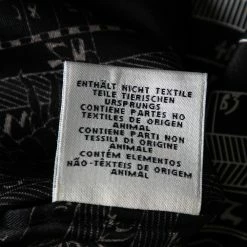 ENTHÄLT NICHT TEXTILE
TEILE TIERISCHEN
URSPRUNGS
CONTIENE PARTES NO
TEXTILES DE ORIGEN
ANIMAL
CONTIENE PARTI NON
TESSILI DI ORIGINE
ANIMALE
CONTÉM ELEMENTOS
NÃO-TÊXTEIS DE ORIGEM
ANIMAL